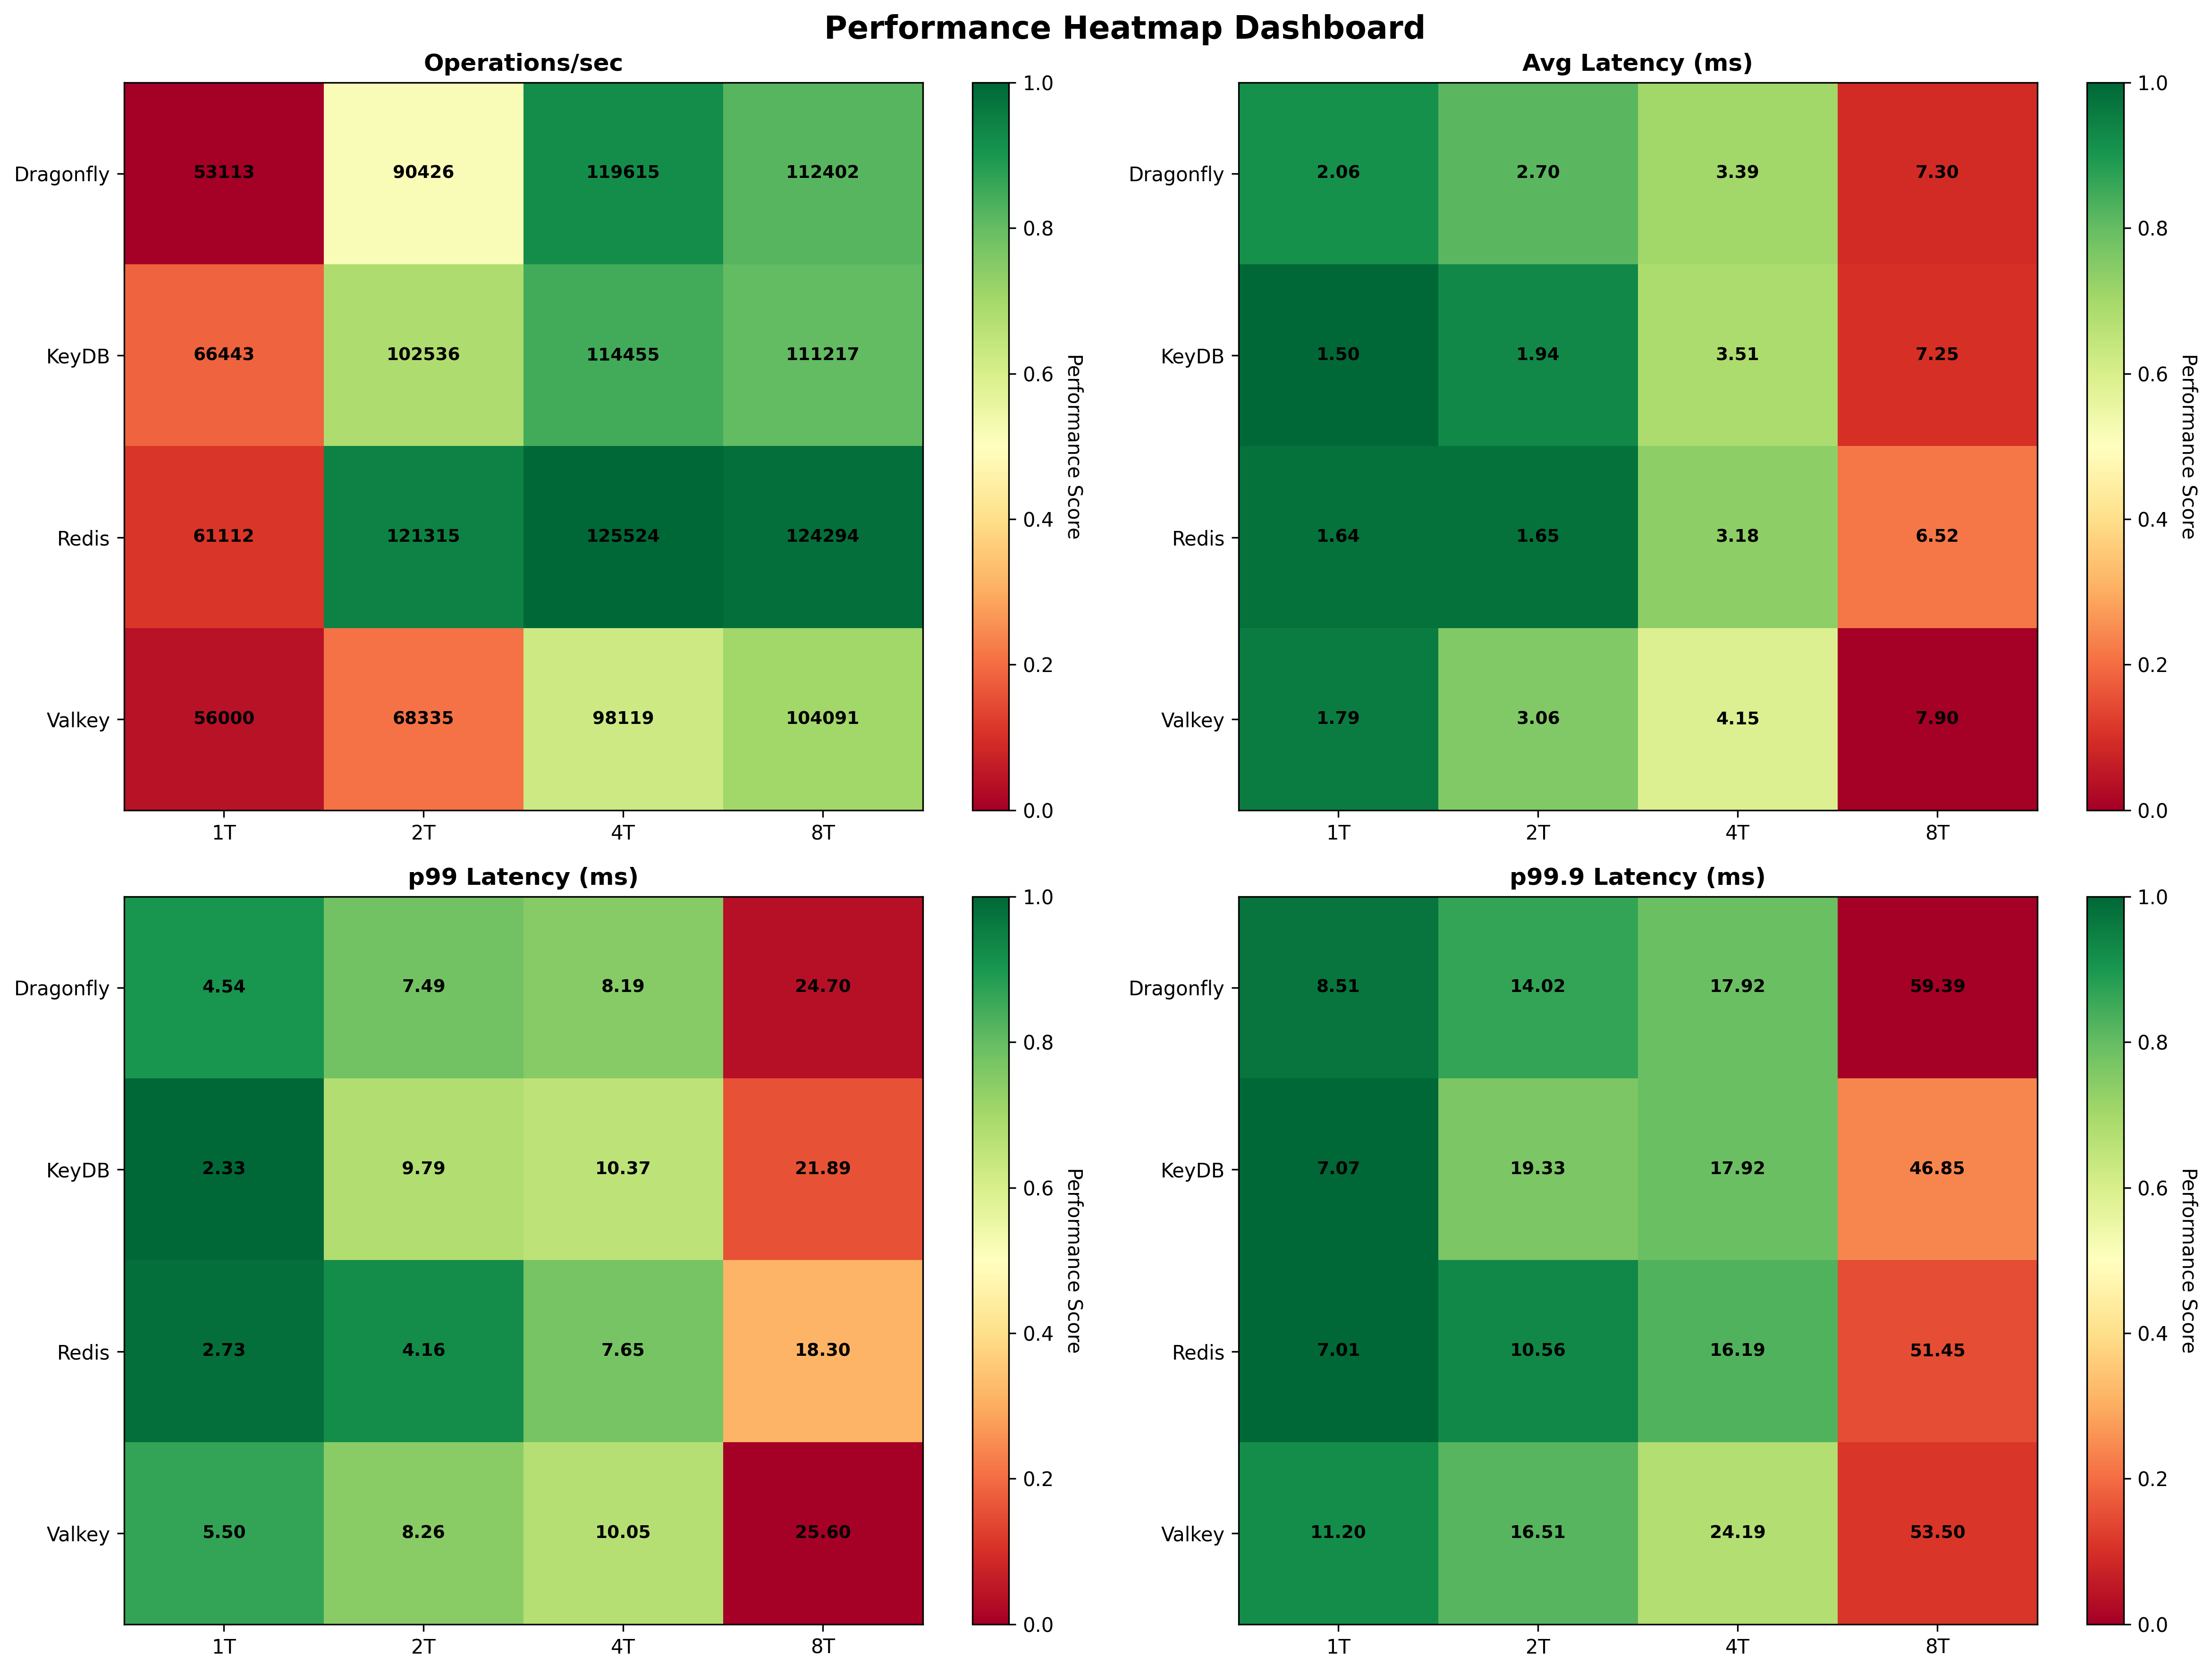 Performance Heatmap Dashboard
Operations/sec
Dragonfly 53113 90426 119615 112402
KeyDB 66443 102536 114455 111217
Redis 61112 121315 125524 124294
Valkey 56000 68335 98119 104091
1T 2T 4T 8T
1.0
0.8
0.6
0.4
0.2
0.0
Performance Score
Avg Latency (ms)
Dragonfly 2.06 2.70 3.39 7.30
KeyDB 1.50 1.94 3.51 7.25
Redis 1.64 1.65 3.18 6.52
Valkey 1.79 3.06 4.15 7.90
1T 2T 4T 8T
1.0
0.8
0.6
0.4
0.2
0.0
Performance Score
p99 Latency (ms)
Dragonfly 4.54 7.49 8.19 24.70
KeyDB 2.33 9.79 10.37 21.89
Redis 2.73 4.16 7.65 18.30
Valkey 5.50 8.26 10.05 25.60
1T 2T 4T 8T
1.0
0.8
0.6
0.4
0.2
0.0
Performance Score
p99.9 Latency (ms)
Dragonfly 8.51 14.02 17.92 59.39
KeyDB 7.07 19.33 17.92 46.85
Redis 7.01 10.56 16.19 51.45
Valkey 11.20 16.51 24.19 53.50
1T 2T 4T 8T
1.0
0.8
0.6
0.4
0.2
0.0
Performance Score